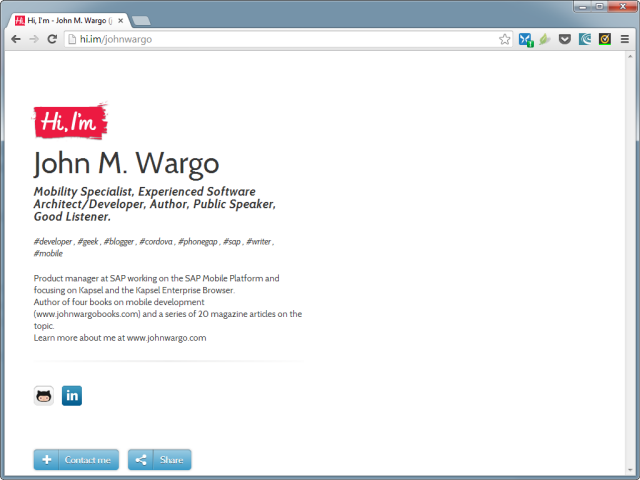 Hi, I'm - John M. Wargo (j
hi.im/johnwargo
Hi, I'm
John M. Wargo
Mobility Specialist, Experienced Software
Architect/Developer, Author, Public Speaker,
Good Listener.
#developer , #geek , #blogger , #cordova , #phonegap , #sap , #writer ,
#mobile
Product manager at SAP working on the SAP Mobile Platform and
focusing on Kapsel and the Kapsel Enterprise Browser.
Author of four books on mobile development
(www.johnwargobooks.com) and a series of 20 magazine articles on the
topic.
Learn more about me at www.johnwargo.com
in
Contact me
Share